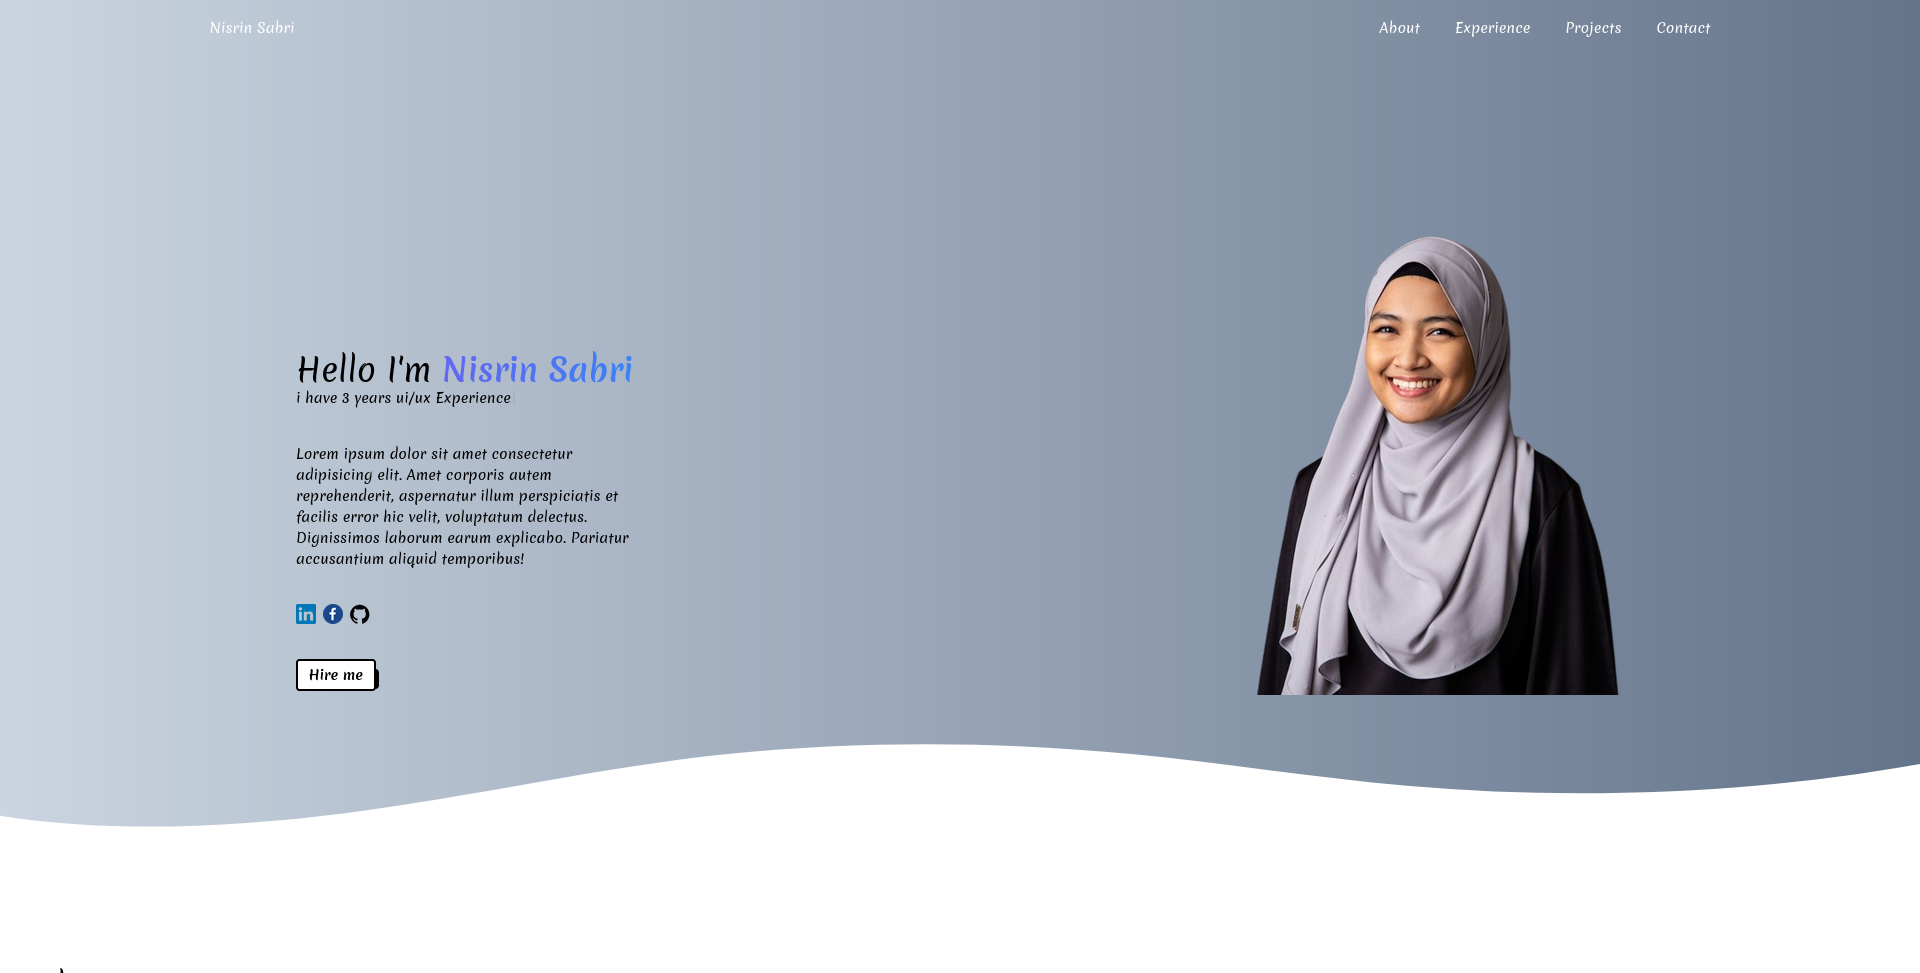 Nisrin Sabri
About
Experience
Projects
Contact
Hello I'm Nisrin Sabri
i have 3 years ui/ux Experience
Lorem ipsum dolor sit amet consectetur
adipisicing elit. Amet corporis autem
reprehenderit, aspernatur illum perspiciatis et
facilis error hic velit, voluptatum delectus.
Dignissimos laborum earum explicabo. Pariatur
accusantium aliquid temporibus!
in f
Hire me